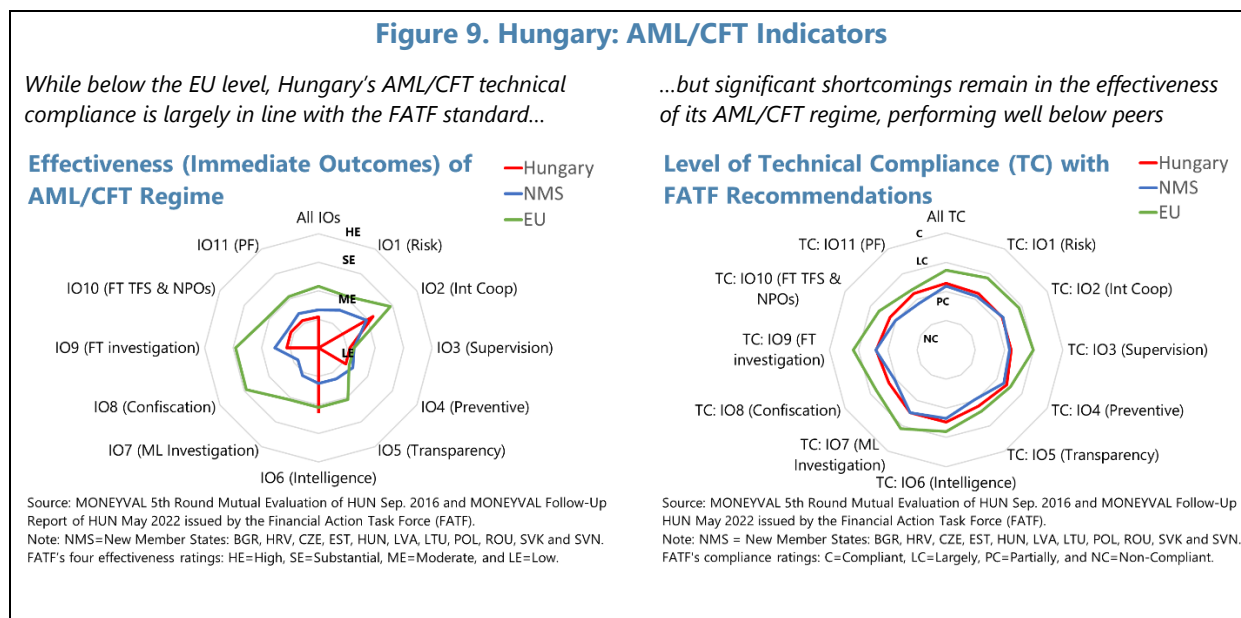 Figure 9. Hungary: AML/CFT Indicators
While below the EU level, Hungary's AML/CFT technical
compliance is largely in line with the FATF standard...
Effectiveness (Immediate Outcomes) of
AML/CFT Regime
Hungary
NMS
EU
All IOs
HE
IO11 (PF)
IO1 (Risk)
SE
IO10 (FT TFS & NPOs)
IO2 (Int Coop)
ME
IO9 (FT investigation)
LE
IO3 (Supervision)
IO8 (Confiscation)
IO4 (Preventive)
IO7 (ML Investigation)
IO5 (Transparency)
IO6 (Intelligence)
Source: MONEYVAL 5th Round Mutual Evaluation of HUN Sep. 2016 and MONEYVAL Follow-Up
Report of HUN May 2022 issued by the Financial Action Task Force (FATF).
Note: NMS=New Member States: BGR, HRV, CZE, EST, HUN, LVA, LTU, POL, ROU, SVK and SVN.
FATF's four effectiveness ratings: HE=High, SE=Substantial, ME=Moderate, and LE=Low.
...but significant shortcomings remain in the effectiveness
of its AML/CFT regime, performing well below peers
Level of Technical Compliance (TC) with
FATF Recommendations
Hungary
NMS
EU
All TC
C
TC: IO11 (PF)
TC: IO1 (Risk)
LC
TC: IO10 (FT TFS &
NPOs)
TC: IO2 (Int Coop)
PC
TC: IO9 (FT
investigation)
NC
TC: IO3 (Supervision)
TC: IO8 (Confiscation)
TC: IO4 (Preventive)
TC: IO7 (ML
Investigation)
TC: IO5 (Transparency)
TC: IO6 (Intelligence)
Source: MONEYVAL 5th Round Mutual Evaluation of HUN Sep. 2016 and MONEYVAL Follow-Up
HUN May 2022 issued by the Financial Action Task Force (FATF).
Note: NMS = New Member States: BGR, HRV, CZE, EST, HUN, LVA, LTU, POL, ROU, SVK and SVN.
FATF's compliance ratings: C=Compliant, LC=Largely, PC=Partially, and NC=Non-Compliant.